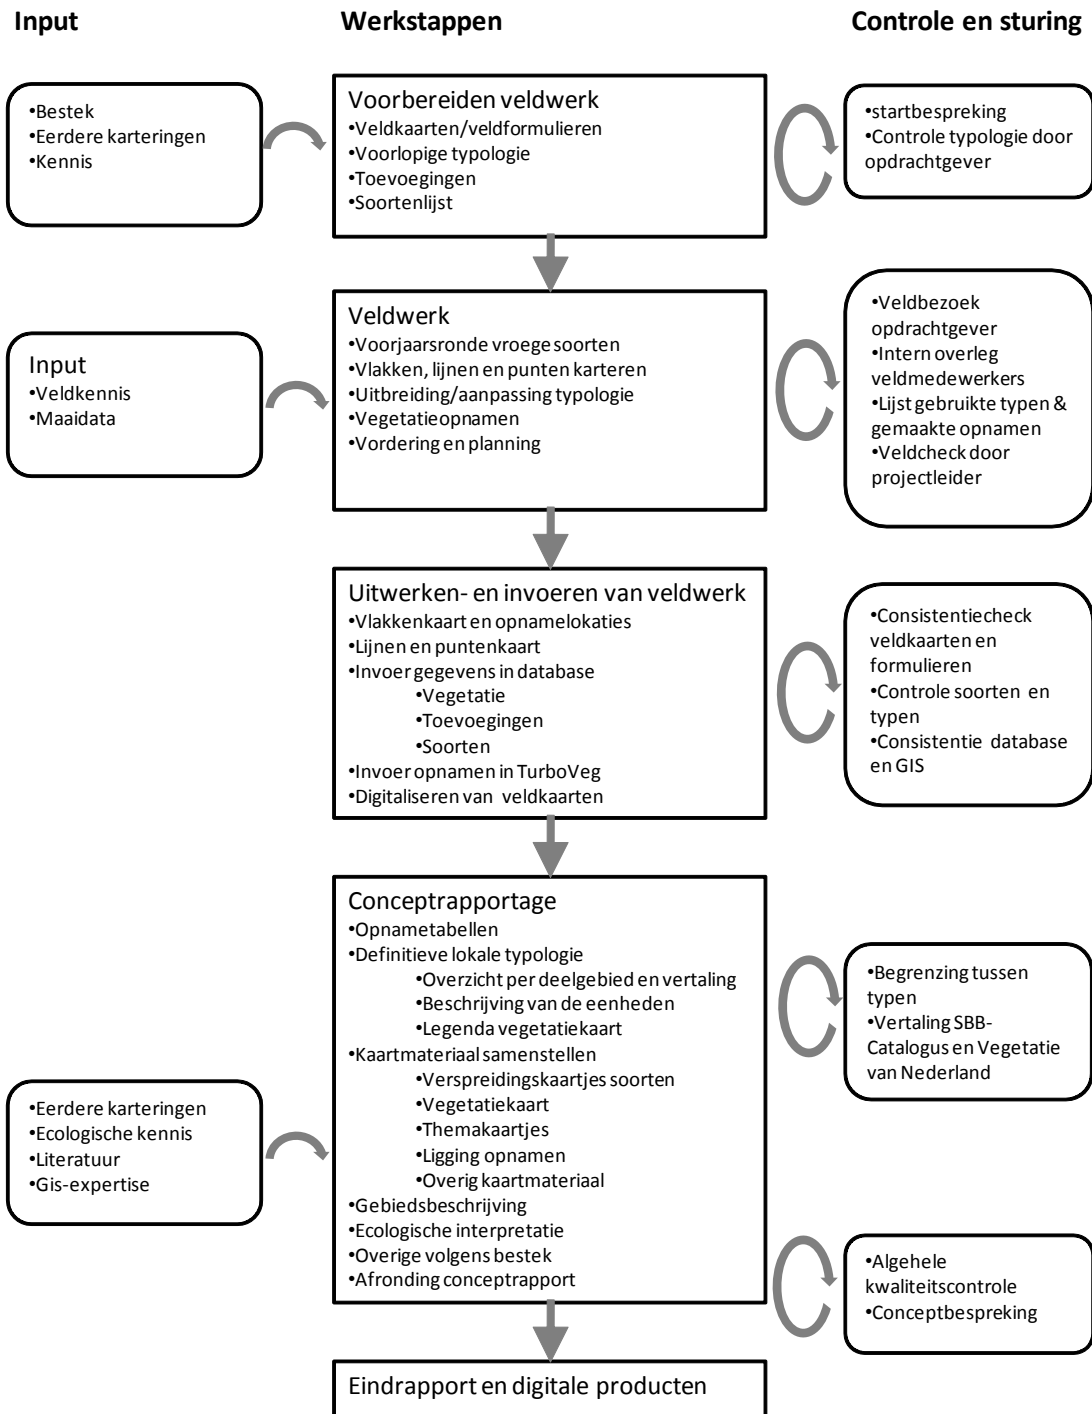 Input
Werkstappen
Controle en sturing
•Bestek
•Eerdere karteringen
•Kennis
Voorbereiden veldwerk
•Veldkaarten/veldformulieren
•Voorlopige typologie
•Toevoegingen
•Soortenlijst
•startbespreking
•Controle typologie door
opdrachtgever
Input
•Veldkennis
•Maaidata
Veldwerk
•Voorjaarsronde vroege soorten
•Vlakken, lijnen en punten karteren
•Uitbreiding/aanpassing typologie
•Vegetatieopnamen
•Vordering en planning
•Veldbezoek
opdrachtgever
•Intern overleg
veldmedewerkers
•Lijst gebruikte typen &
gemaakte opnamen
•Veldcheck door
projectleider
Uitwerken- en invoeren van veldwerk
•Vlakkenkaart en opnamelokaties
•Lijnen en puntenkaart
•Invoer gegevens in database
•Vegetatie
•Toevoegingen
•Soorten
•Invoer opnamen in TurboVeg
•Digitaliseren van veldkaarten
•Consistentiecheck
veldkaarten en
formulieren
•Controle soorten en
typen
•Consistentie database
en GIS
Conceptrapportage
•Opnametabellen
•Definitieve lokale typologie
•Overzicht per deelgebied en vertaling
•Beschrijving van de eenheden
•Legenda vegetatiekaart
•Kaartmateriaal samenstellen
•Verspreidingskaartjes soorten
•Vegetatiekaart
•Themakaartjes
•Ligging opnamen
•Overig kaartmateriaal
•Gebiedsbeschrijving
•Ecologische interpretatie
•Overige volgens bestek
•Afronding conceptrapport
•Begrenzing tussen
typen
•Vertaling SBB-
Catalogus en Vegetatie
van Nederland
•Eerdere karteringen
•Ecologische kennis
•Literatuur
•Gis-expertise
•Algehele
kwaliteitscontrole
•Conceptbespreking
Eindrapport en digitale producten